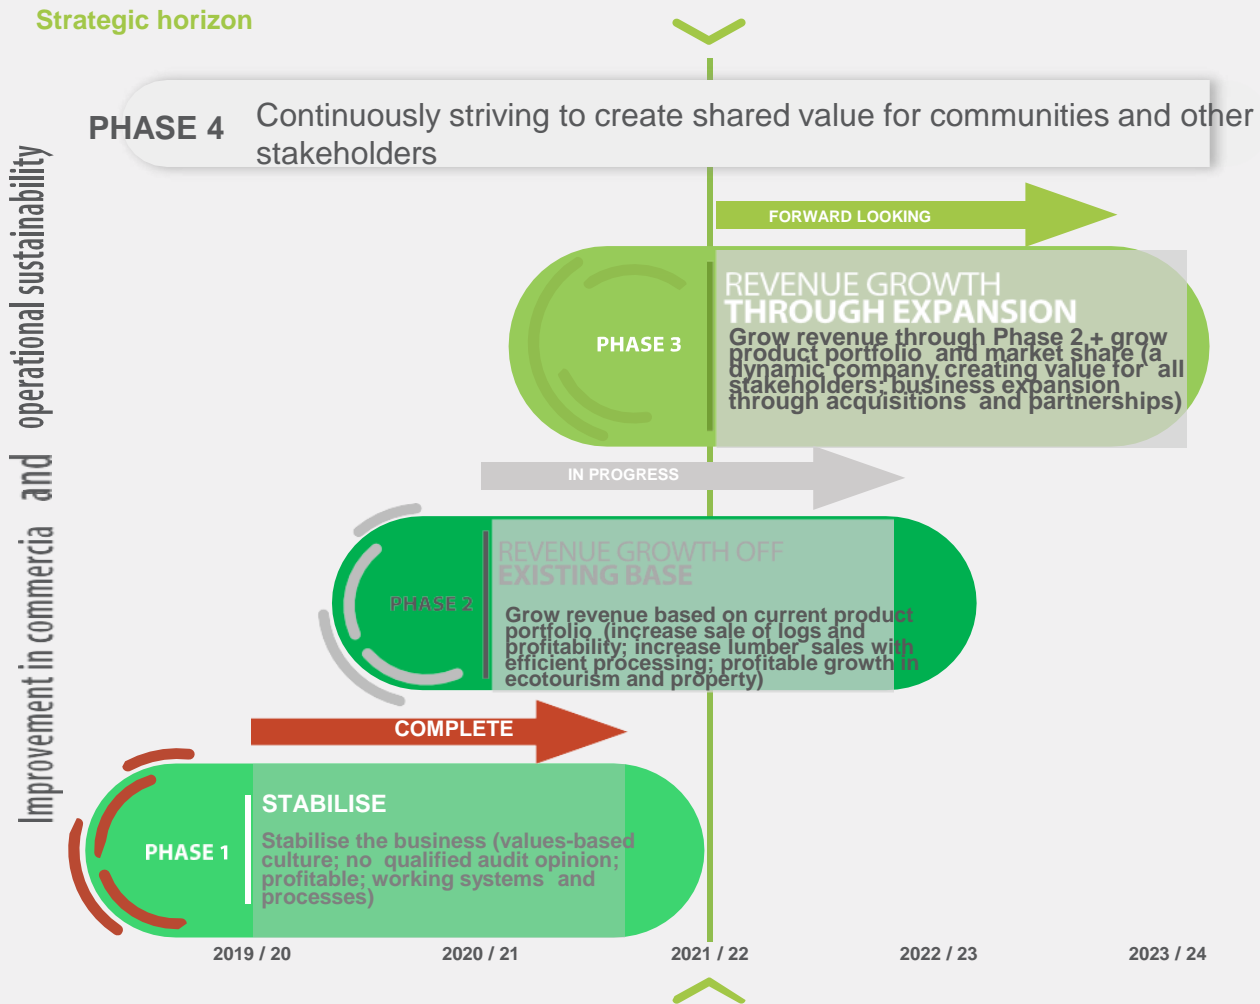 Strategic horizon
PHASE 4
Continuously striving to create shared value for communities and other
stakeholders
Improvement in commercia and operational sustainability
FORWARD LOOKING
PHASE 3
REVENUE GROWTH
THROUGH EXPANSION
Grow revenue through Phase 2 + grow
product portfolio and market share (a
dynamic company creating value for all
stakeholders; business expansion
through acquisitions and partnerships)
IN PROGRESS
PHASE 2
REVENUE GROWTH OFF
EXISTING BASE
Grow revenue based on current product
portfolio (increase sale of logs and
profitability; increase lumber sales with
efficient processing; profitable growth in
ecotourism and property)
COMPLETE
PHASE 1
STABILISE
Stabilise the business (values-based
culture; no qualified audit opinion;
profitable; working systems and
processes)
2019 / 20
2020 / 21
2021 / 22
2022 / 23
2023 / 24